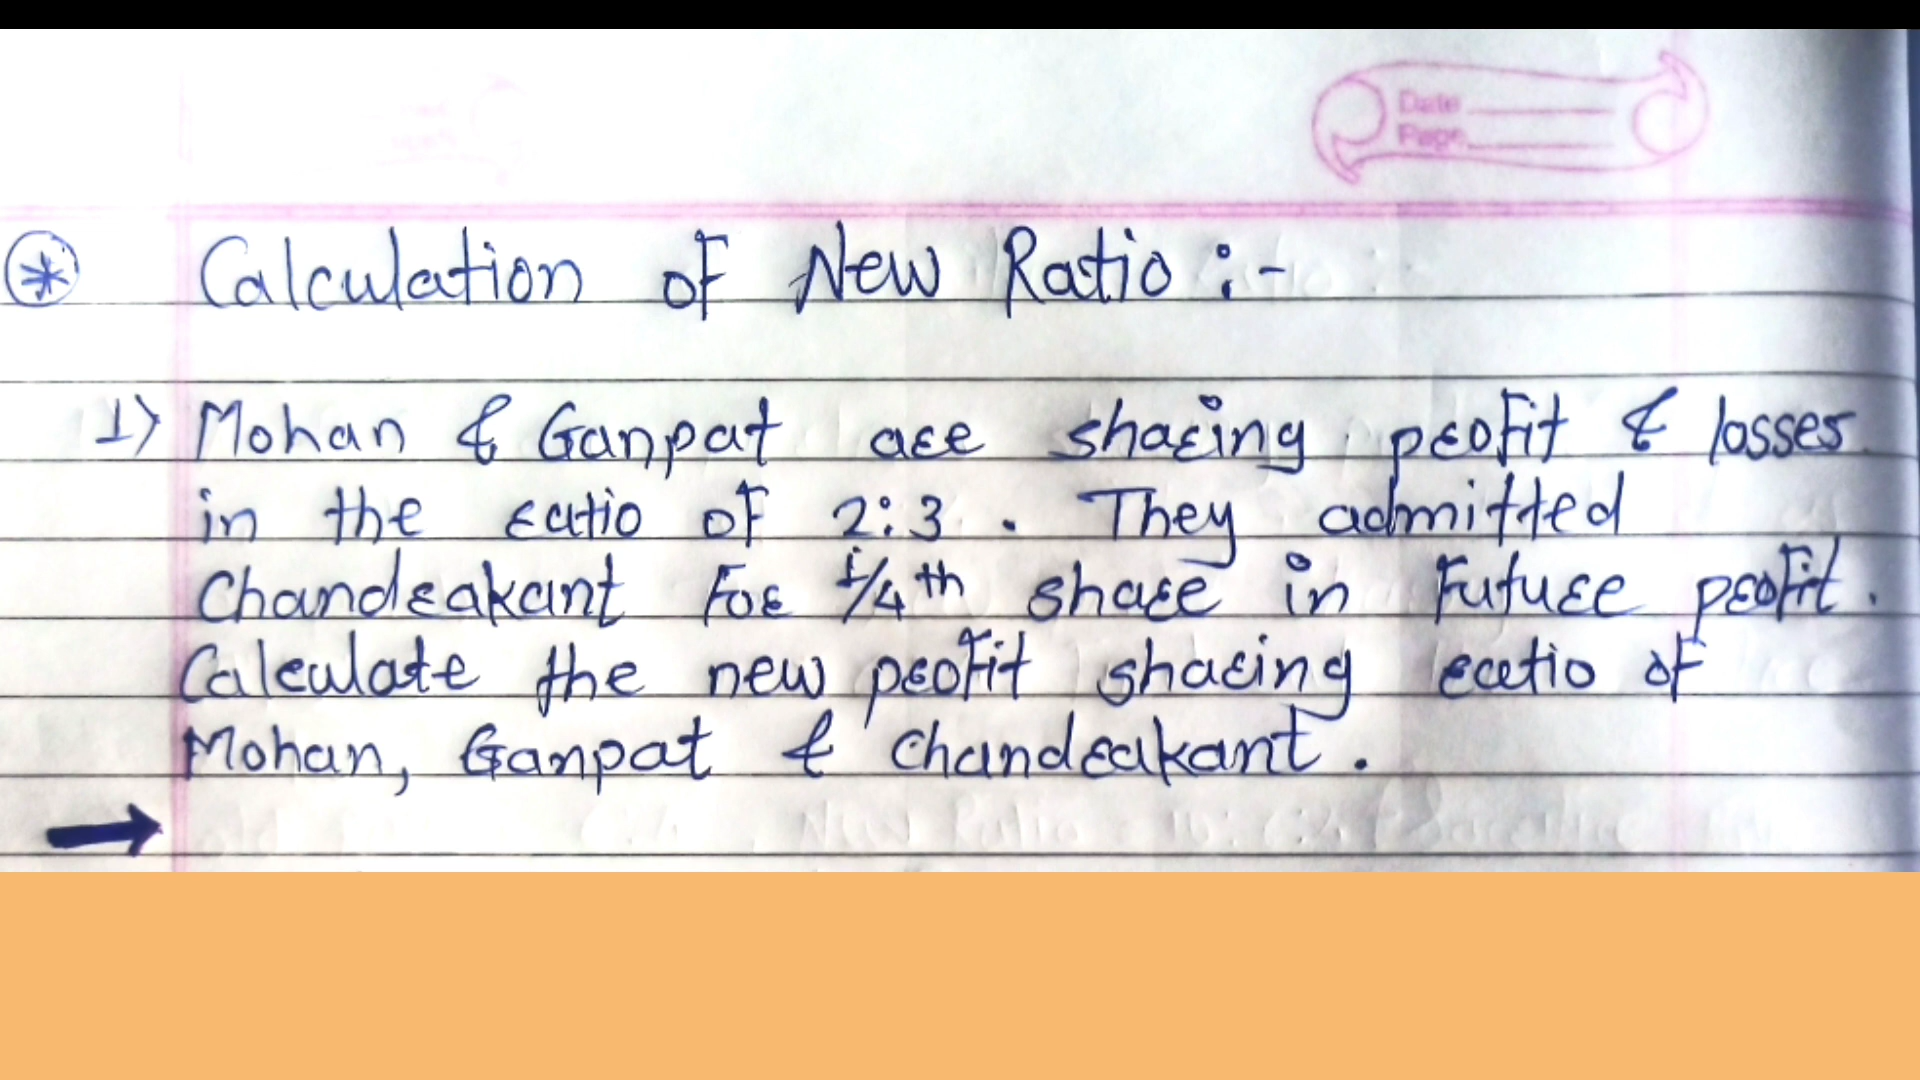 Date
Page
* Calculation of New Ratio :-
1) Mohan & Ganpat are sharing profit & losses
in the ratio of 2:3 . They admitted
Chandrakant for 1/4th share in future profit.
Calculate the new profit sharing ratio of
Mohan, Ganpat & Chandrakant .
→